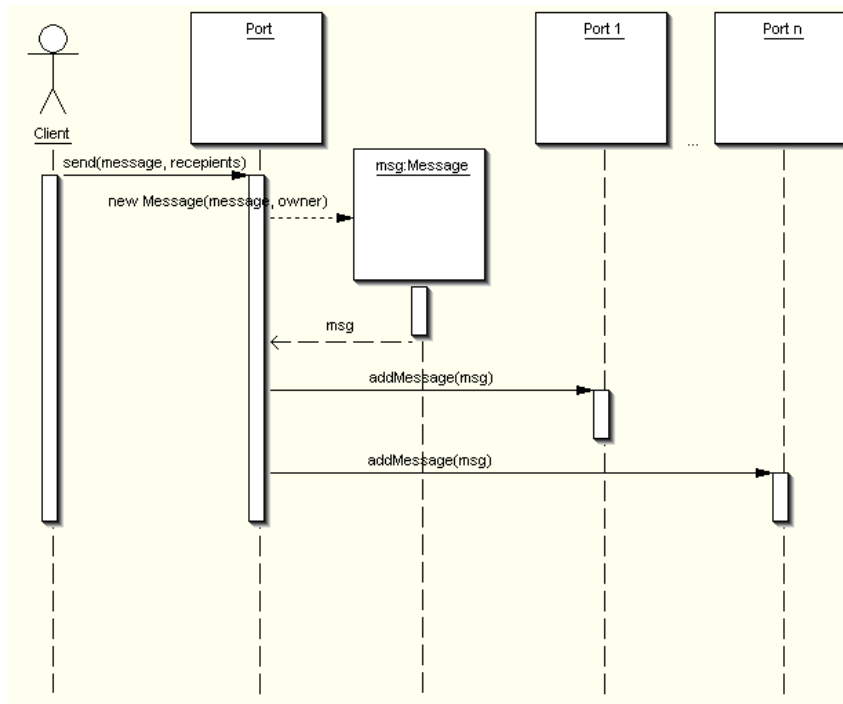 Port
Port 1
Port n
Client
...
send(message, recepients)
msg:Message
new Message(message, owner)
msg
addMessage(msg)
addMessage(msg)